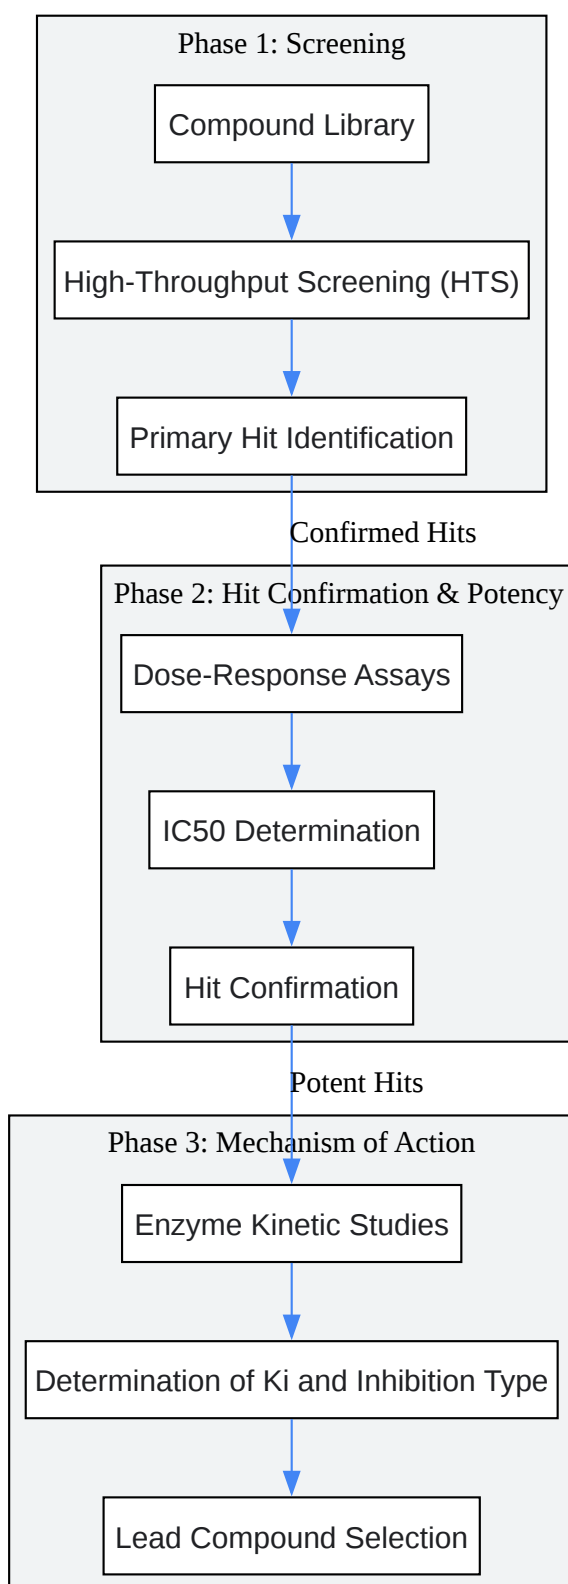 Phase 1: Screening
Compound Library
High-Throughput Screening (HTS)
Primary Hit Identification
Confirmed Hits
Phase 2: Hit Confirmation & Potency
Dose-Response Assays
IC50 Determination
Hit Confirmation
Potent Hits
Phase 3: Mechanism of Action
Enzyme Kinetic Studies
Determination of Ki and Inhibition Type
Lead Compound Selection